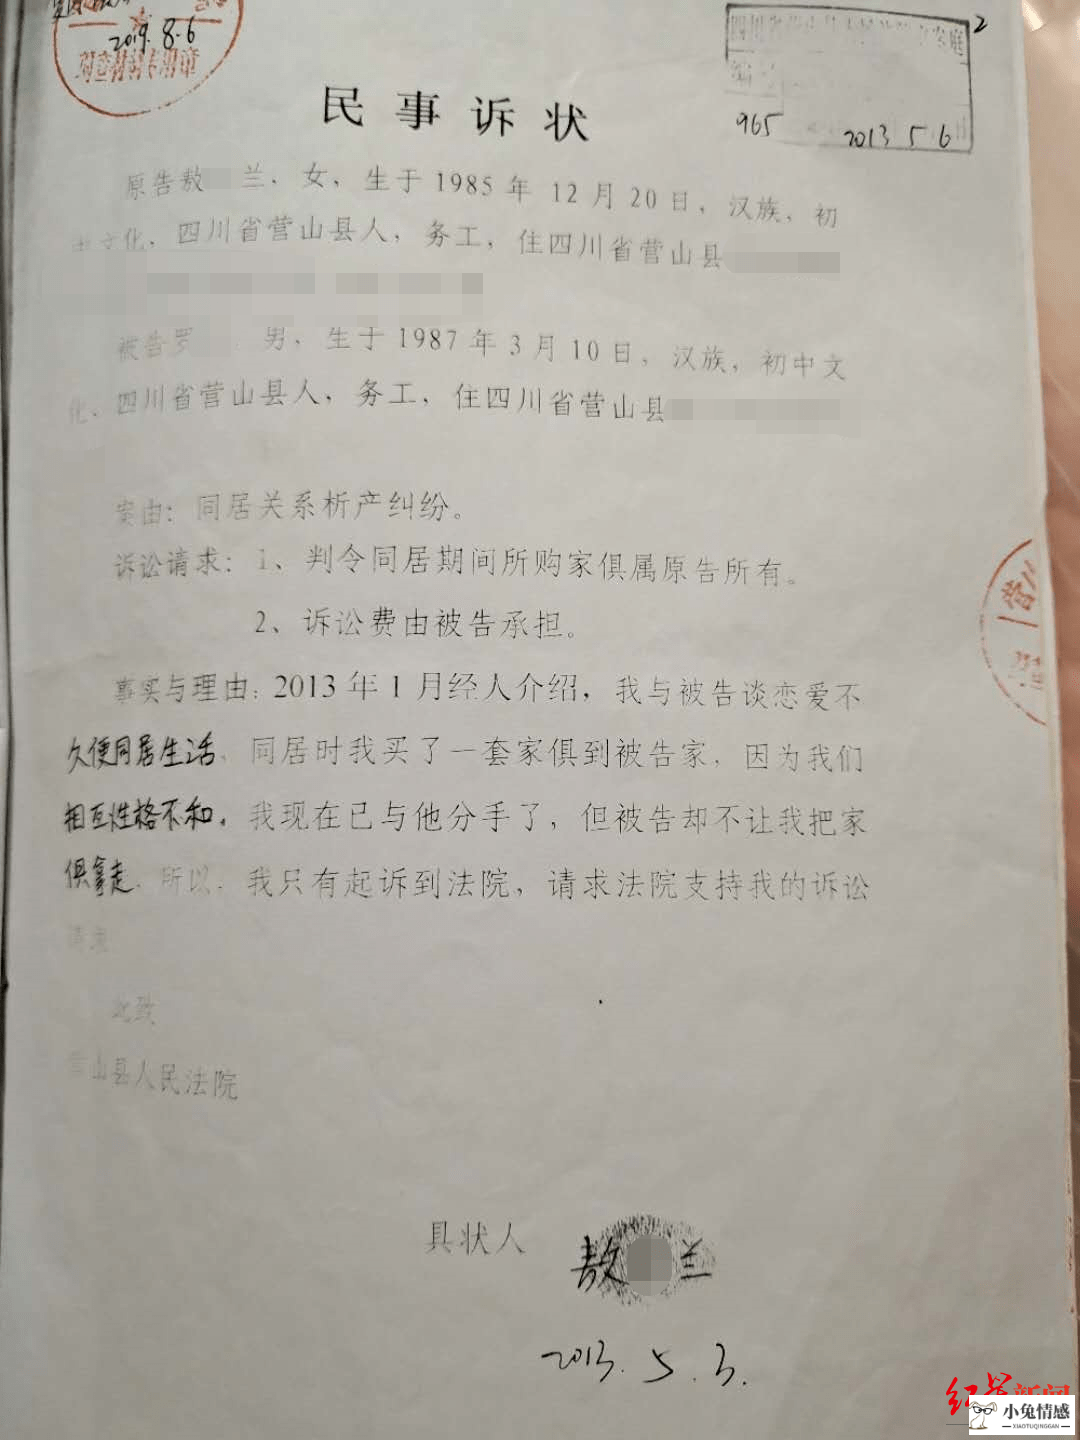 2019.8.6
2
965 2013 5 6
民事诉状
原告敖 兰、女,生于1985年12月20日,汉族,初
中文化、四川省营山县人,务工,住四川省营山县
被告罗 男、生于1987年3月10日,汉族,初中文
化、四川省营山县人,务工,住四川省营山县
案由:同居关系析产纠纷。
诉讼请求:1、判令同居期间所购家俱属原告所有。
2、诉讼费由被告承担。
事实与理由:2013年1月经人介绍,我与被告谈恋爱不
久便同居生活、同居时我买了一套家俱到被告家,因为我们
相互性格不和。我现在已与他分手了,但被告却不让我把家
俱拿走、所以,我只有起诉到法院,请求法院支持我的诉讼
请求
此致
营山县人民法院
具状人 敖 兰
2013.5.3.
红星新闻
小兔情感
XIAOTUQINGGAN